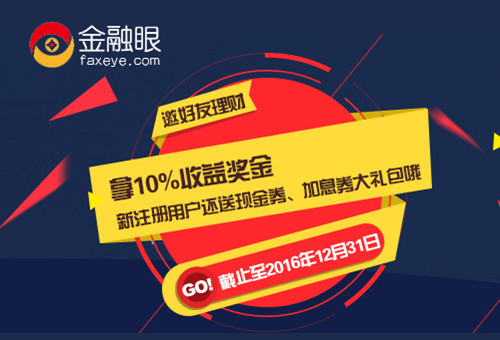 金融眼
faxeye.com
邀好友理财
拿10%收益奖金
新注册用户还送现金券、加息券大礼包哦
GO! 截止至2016年12月31日